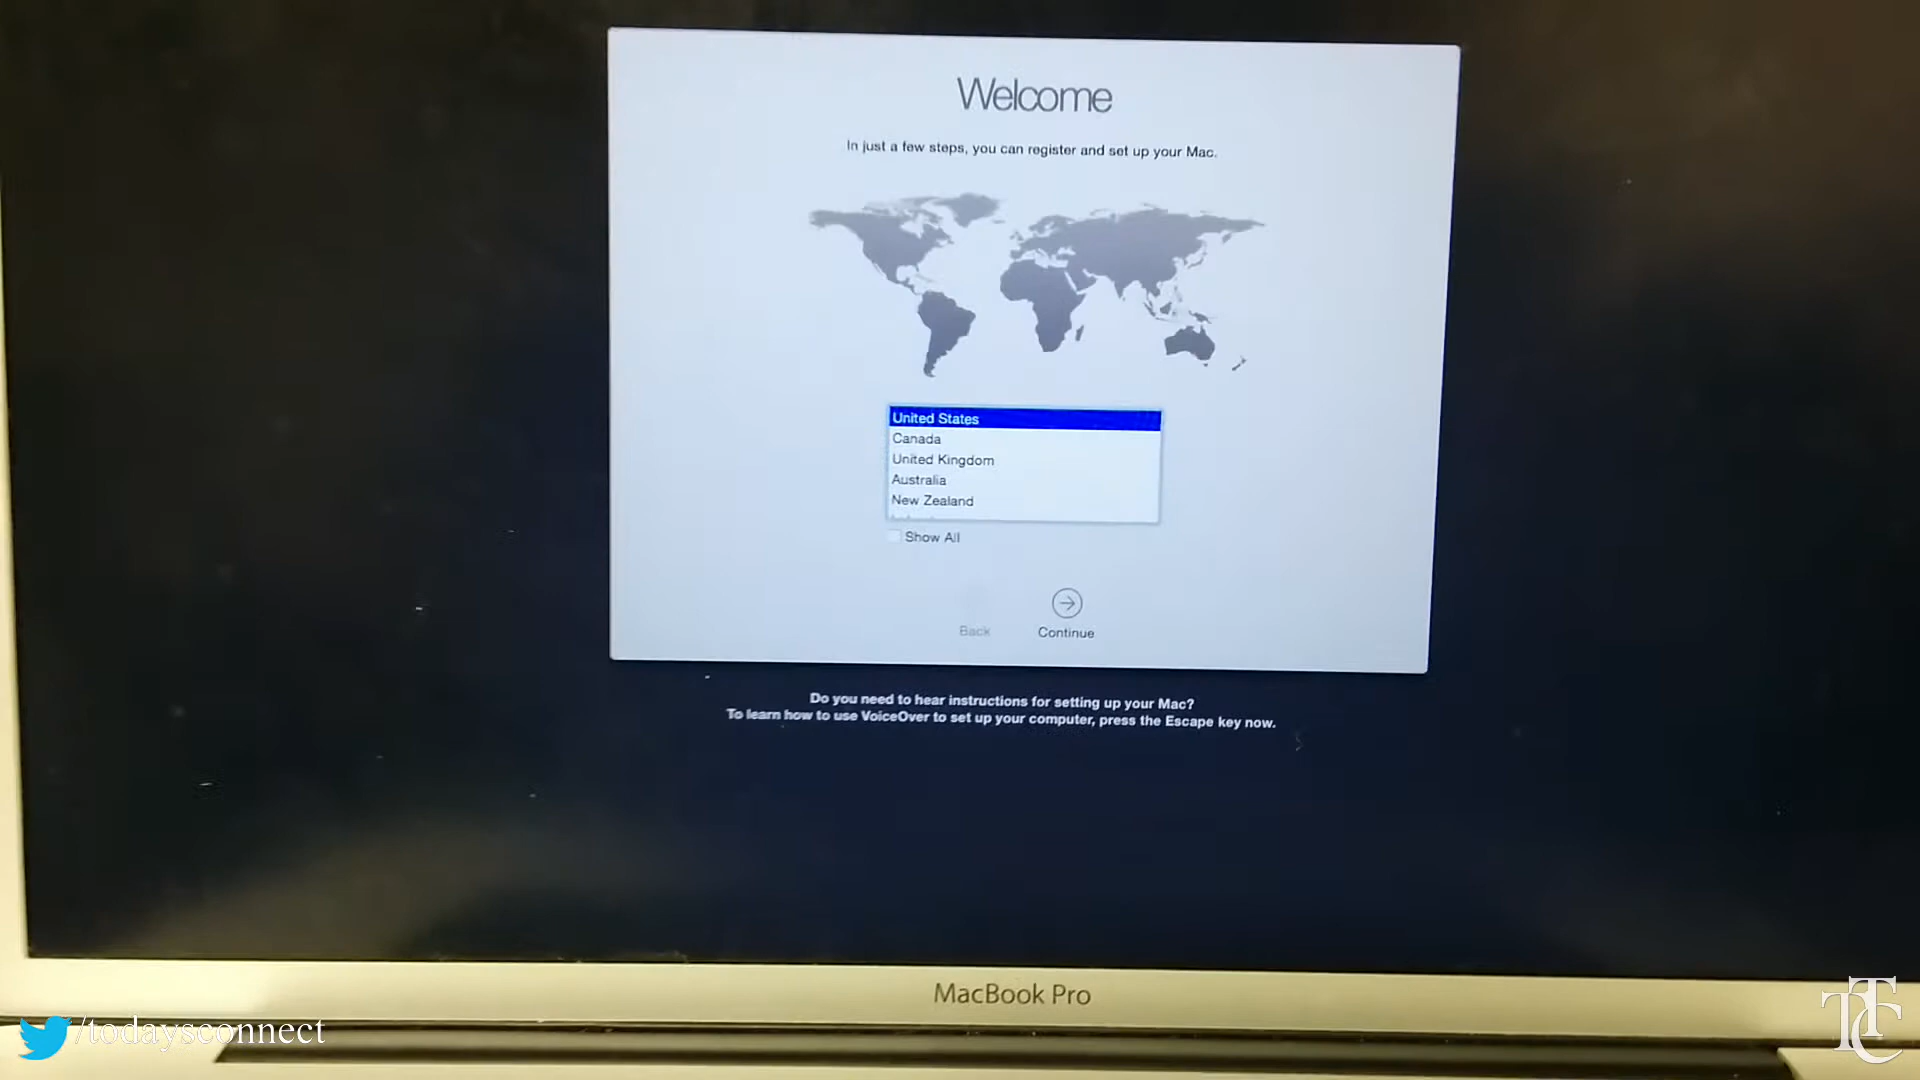 Welcome
In just a few steps, you can register and set up your Mac.
United States
Canada
United Kingdom
Australia
New Zealand
Show All
Back
Continue
Do you need to hear instructions for setting up your Mac?
To learn how to use VoiceOver to set up your computer, press the Escape key now.
MacBook Pro
/todaysconnect
TTC